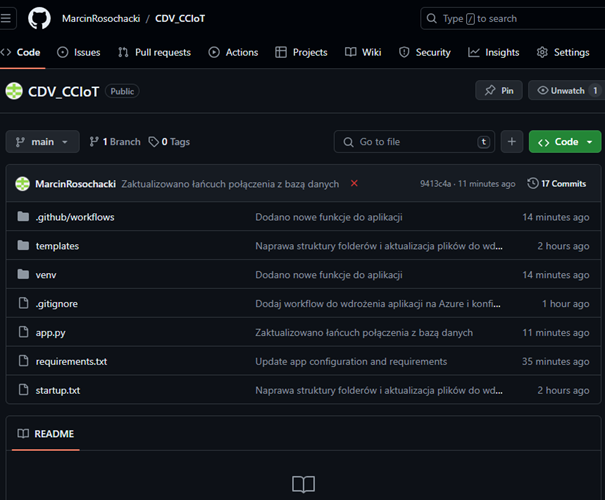 MarcinRosochacki / CDV_CCIoT
Type / to search
Code Issues Pull requests Actions Projects Wiki Security Insights Settings
CDV_CCIoT Public Pin Unwatch 1
main 1 Branch 0 Tags Go to file t + Code
MarcinRosochacki Zaktualizowano łańcuch połączenia z bazą danych 9413c4a · 11 minutes ago 17 Commits
.github/workflows Dodano nowe funkcje do aplikacji 14 minutes ago
templates Naprawa struktury folderów i aktualizacja plików do wd... 2 hours ago
venv Dodano nowe funkcje do aplikacji 14 minutes ago
.gitignore Dodaj workflow do wdrożenia aplikacji na Azure i konfi... 1 hour ago
app.py Zaktualizowano łańcuch połączenia z bazą danych 11 minutes ago
requirements.txt Update app configuration and requirements 35 minutes ago
startup.txt Naprawa struktury folderów i aktualizacja plików do wd... 2 hours ago
README